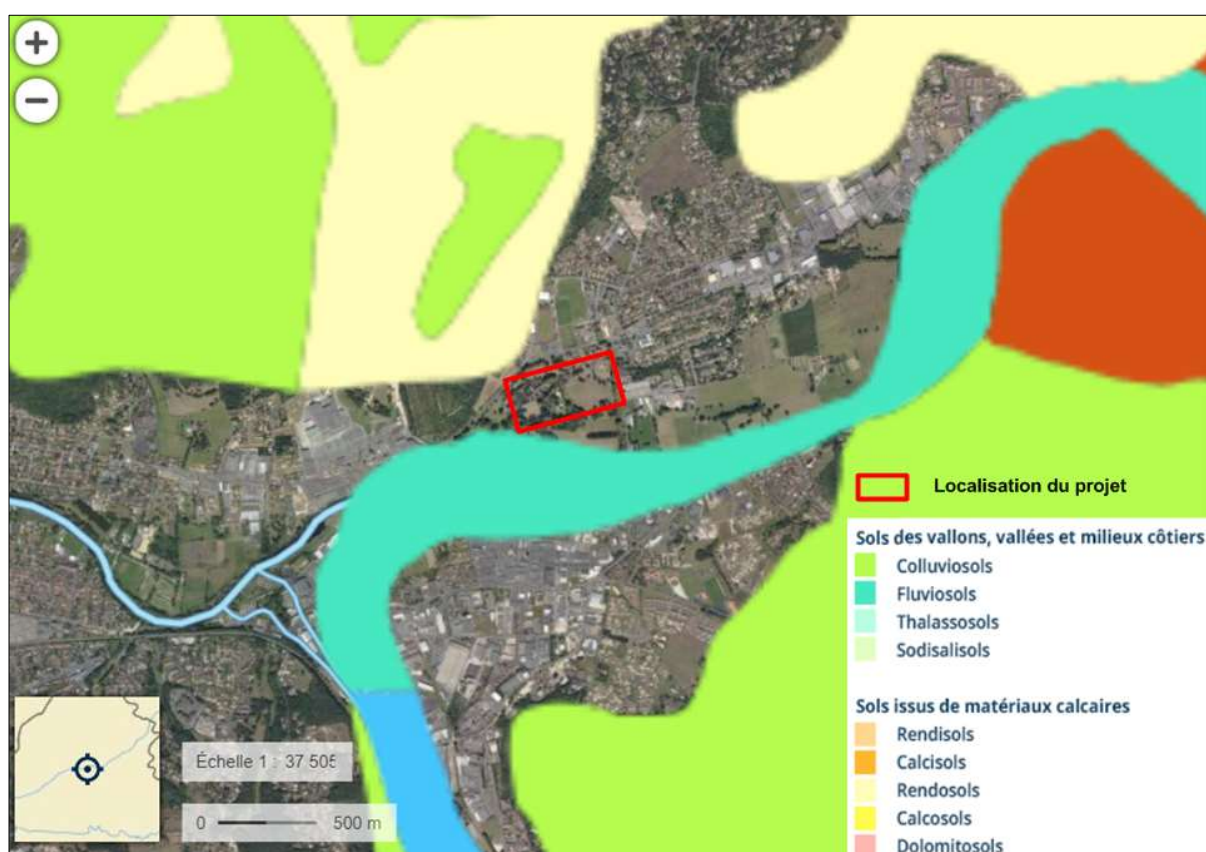 +
−
Localisation du projet
Sols des vallons, vallées et milieux côtiers
Colluviosols
Fluviosols
Thalassosols
Sodisalisols
Sols issus de matériaux calcaires
Rendisols
Calcisols
Rendosols
Calcosols
Dolomitosols
Échelle 1 : 37 505
0 500 m